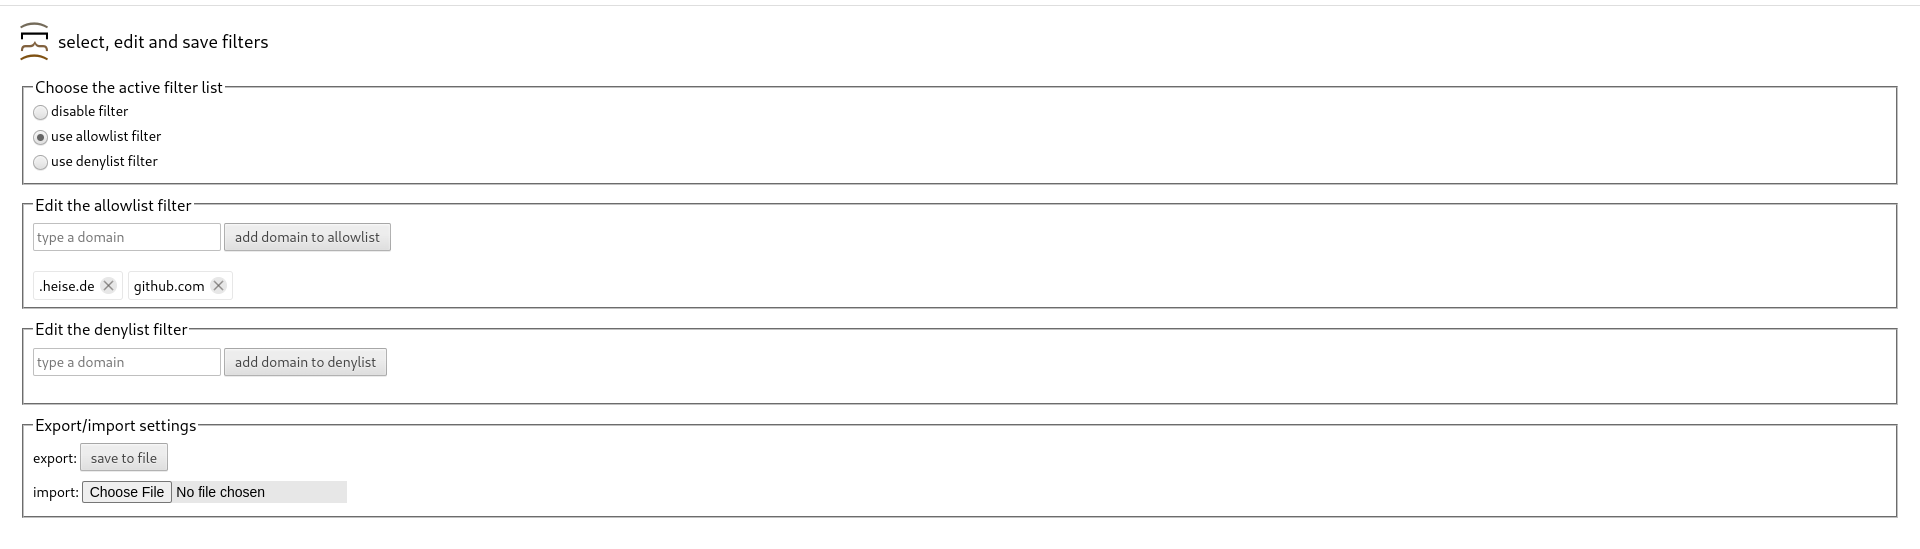 select, edit and save filters
Choose the active filter list
disable filter
use allowlist filter
use denylist filter
Edit the allowlist filter
type a domain add domain to allowlist
.heise.de github.com
Edit the denylist filter
type a domain add domain to denylist
Export/import settings
export: save to file
import: Choose File No file chosen